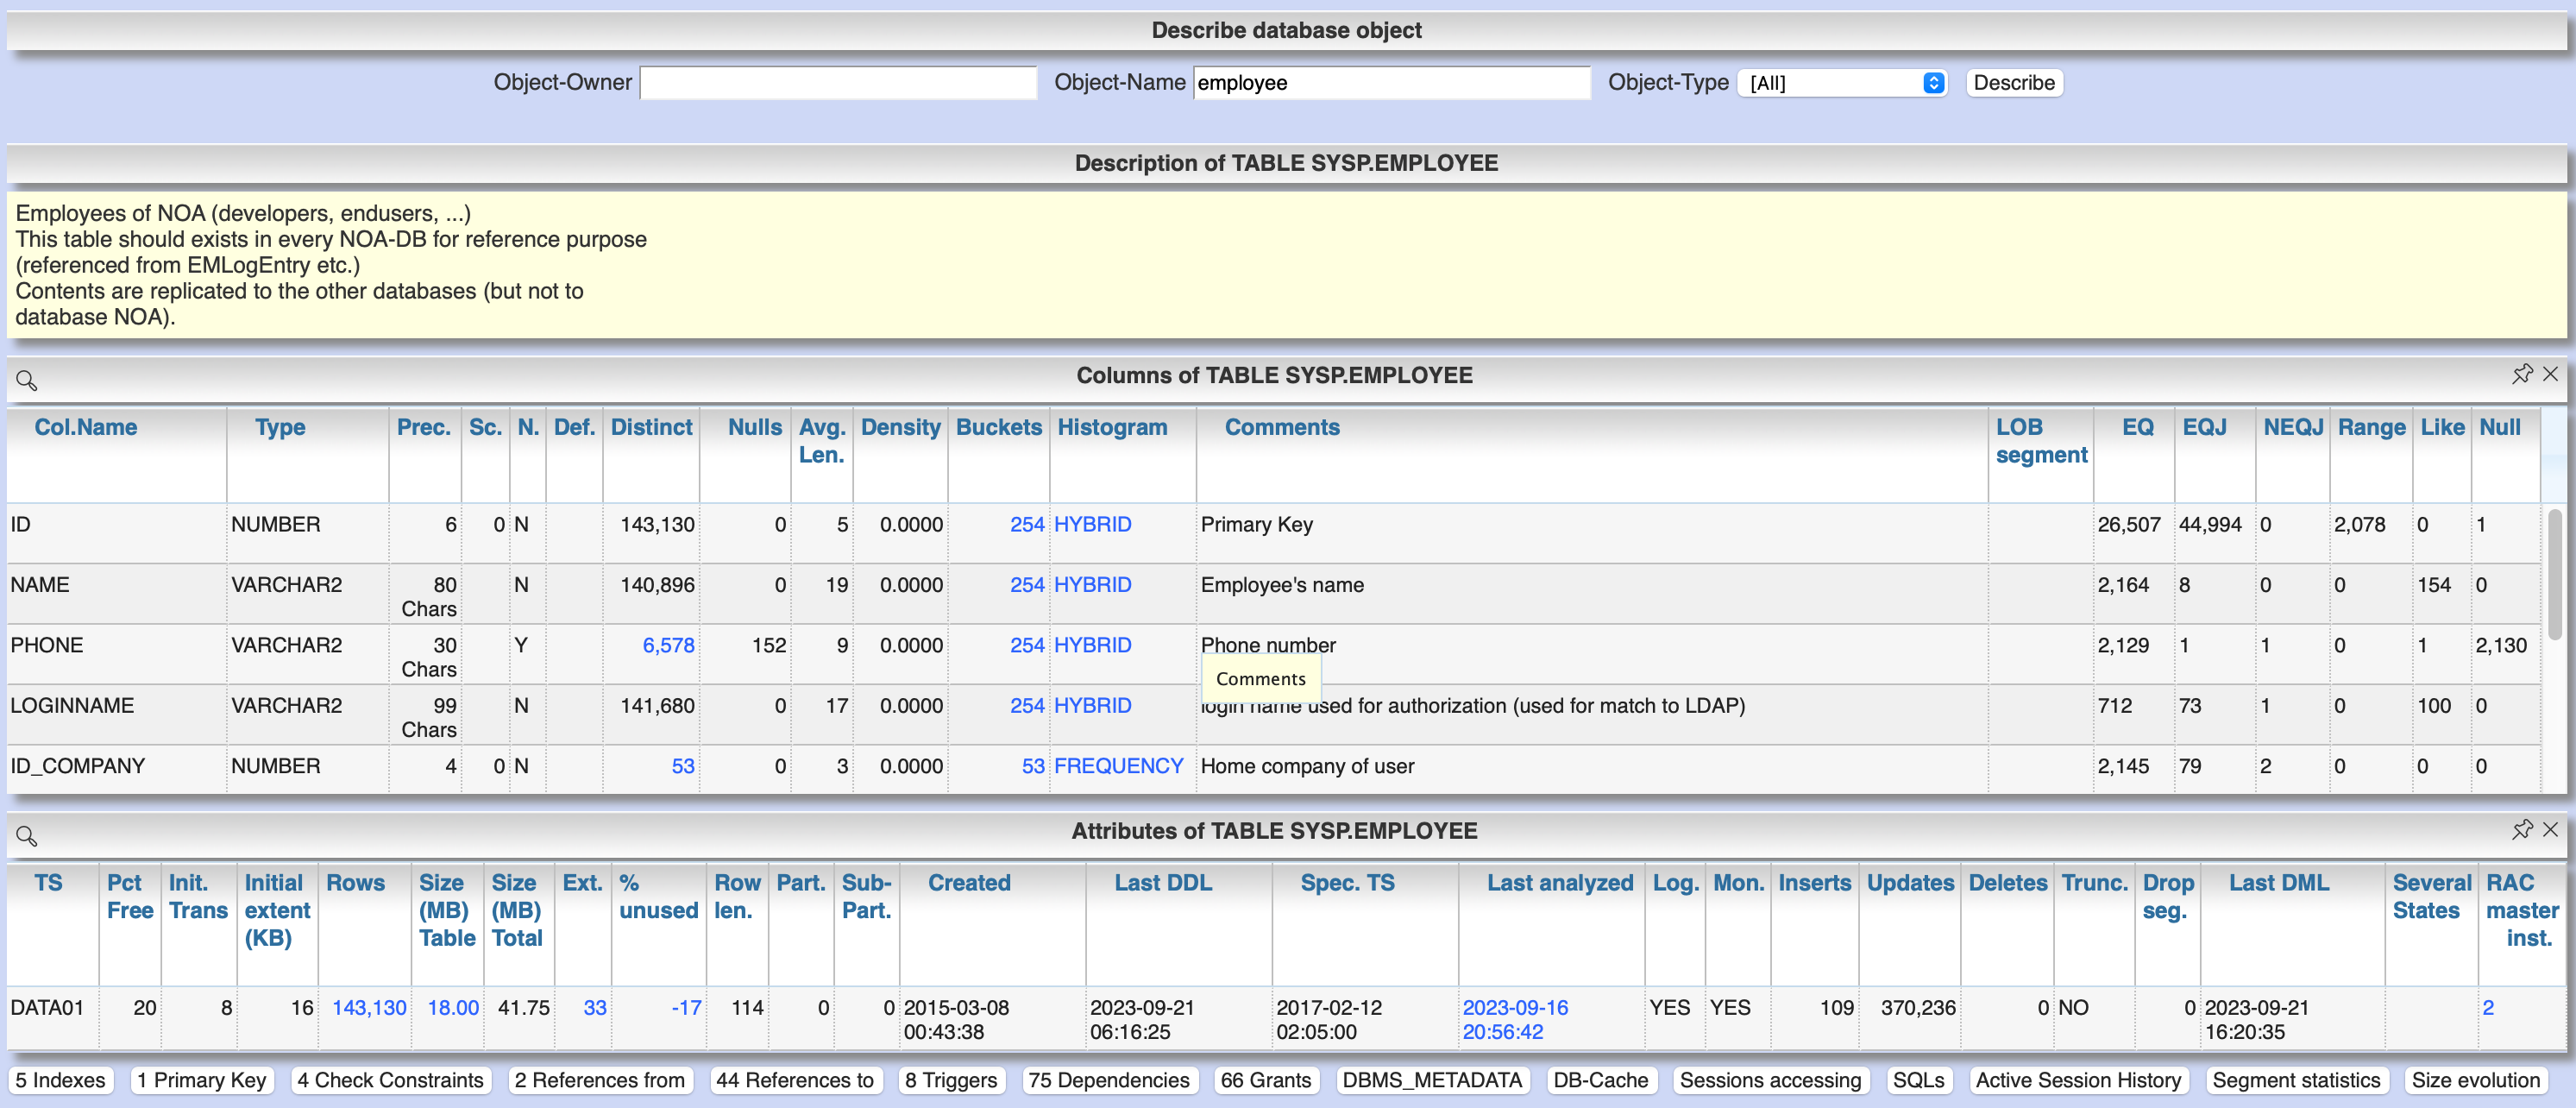 Describe database object
Object-Owner Object-Name employee Object-Type [All] Describe
Description of TABLE SYSP.EMPLOYEE
Employees of NOA (developers, endusers, ...)
This table should exists in every NOA-DB for reference purpose
(referenced from EMLogEntry etc.)
Contents are replicated to the other databases (but not to
database NOA).
Columns of TABLE SYSP.EMPLOYEE
Col.Name Type Prec. Sc. N. Def. Distinct Nulls Avg. Len. Density Buckets Histogram Comments LOB segment EQ EQJ NEQJ Range Like Null
ID NUMBER 6 0 N 143,130 0 5 0.0000 254 HYBRID Primary Key 26,507 44,994 0 2,078 0 1
NAME VARCHAR2 80 Chars N 140,896 0 19 0.0000 254 HYBRID Employee's name 2,164 8 0 0 154 0
PHONE VARCHAR2 30 Chars Y 6,578 152 9 0.0000 254 HYBRID Phone number 2,129 1 1 0 1 2,130
Comments
LOGINNAME VARCHAR2 99 Chars N 141,680 0 17 0.0000 254 HYBRID login name used for authorization (used for match to LDAP) 712 73 1 0 100 0
ID_COMPANY NUMBER 4 0 N 53 0 3 0.0000 53 FREQUENCY Home company of user 2,145 79 2 0 0 0
Attributes of TABLE SYSP.EMPLOYEE
TS Pct Free Init. Trans Initial extent (KB) Rows Size (MB) Table Size (MB) Total Ext. % unused Row len. Part. Sub-Part. Created Last DDL Spec. TS Last analyzed Log. Mon. Inserts Updates Deletes Trunc. Drop seg. Last DML Several States RAC master inst.
DATA01 20 8 16 143,130 18.00 41.75 33 -17 114 0 0 2015-03-08 00:43:38 2023-09-21 06:16:25 2017-02-12 02:05:00 2023-09-16 20:56:42 YES YES 109 370,236 0 NO 0 2023-09-21 16:20:35 2
5 Indexes 1 Primary Key 4 Check Constraints 2 References from 44 References to 8 Triggers 75 Dependencies 66 Grants DBMS_METADATA DB-Cache Sessions accessing SQLs Active Session History Segment statistics Size evolution